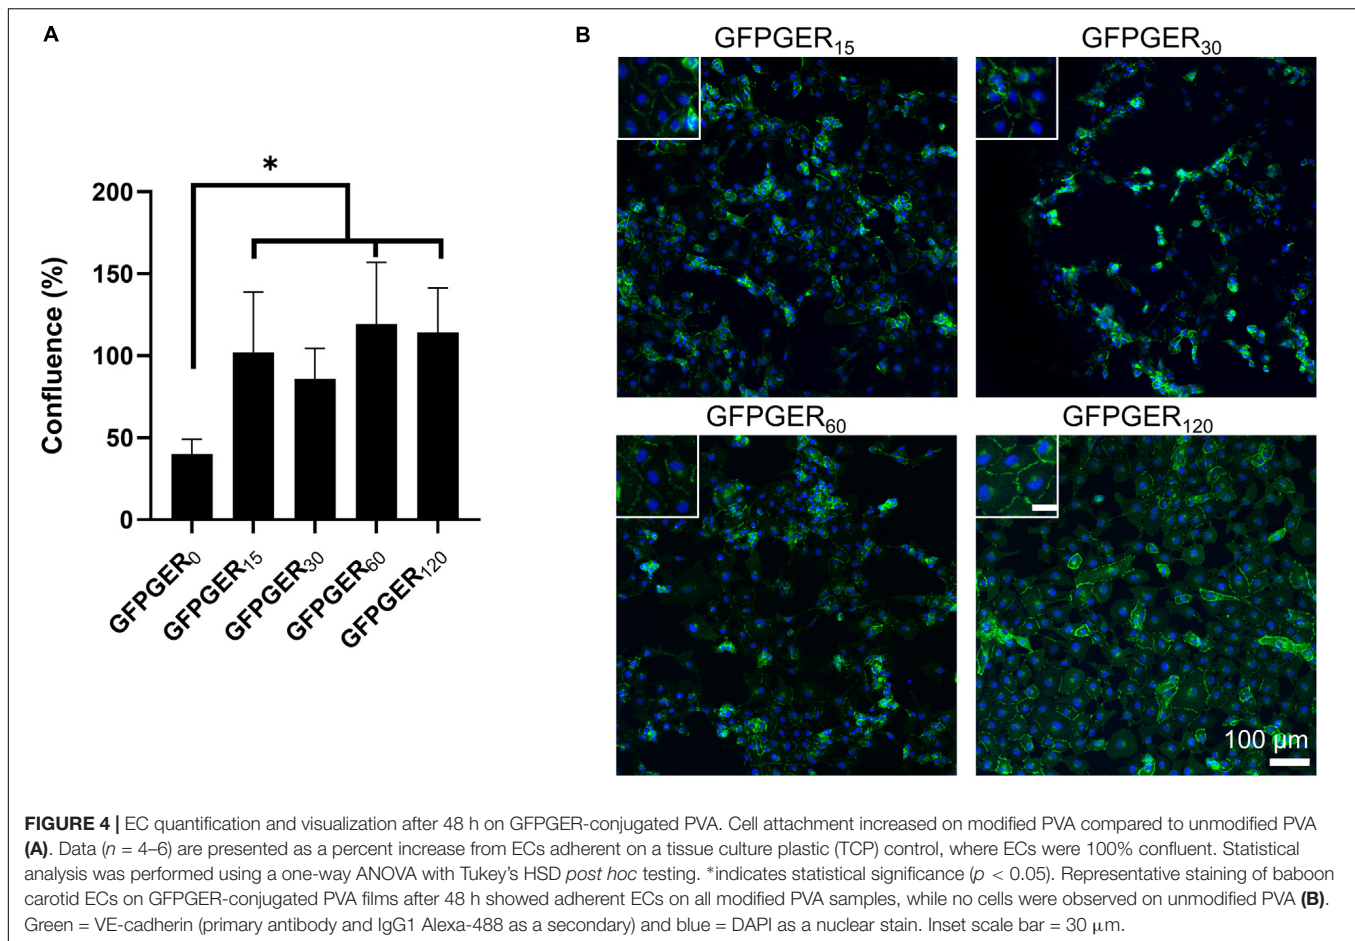 A
*
200
150
100
50
0
Confluence (%)
GFPGER0
GFPGER15
GFPGER30
GFPGER60
GFPGER120
B
GFPGER15
GFPGER30
GFPGER60
GFPGER120
100 μm
FIGURE 4 | EC quantification and visualization after 48 h on GFPGER-conjugated PVA. Cell attachment increased on modified PVA compared to unmodified PVA
(A). Data (n = 4–6) are presented as a percent increase from ECs adherent on a tissue culture plastic (TCP) control, where ECs were 100% confluent. Statistical
analysis was performed using a one-way ANOVA with Tukey's HSD post hoc testing. *indicates statistical significance (p < 0.05). Representative staining of baboon
carotid ECs on GFPGER-conjugated PVA films after 48 h showed adherent ECs on all modified PVA samples, while no cells were observed on unmodified PVA (B).
Green = VE-cadherin (primary antibody and IgG1 Alexa-488 as a secondary) and blue = DAPI as a nuclear stain. Inset scale bar = 30 μm.